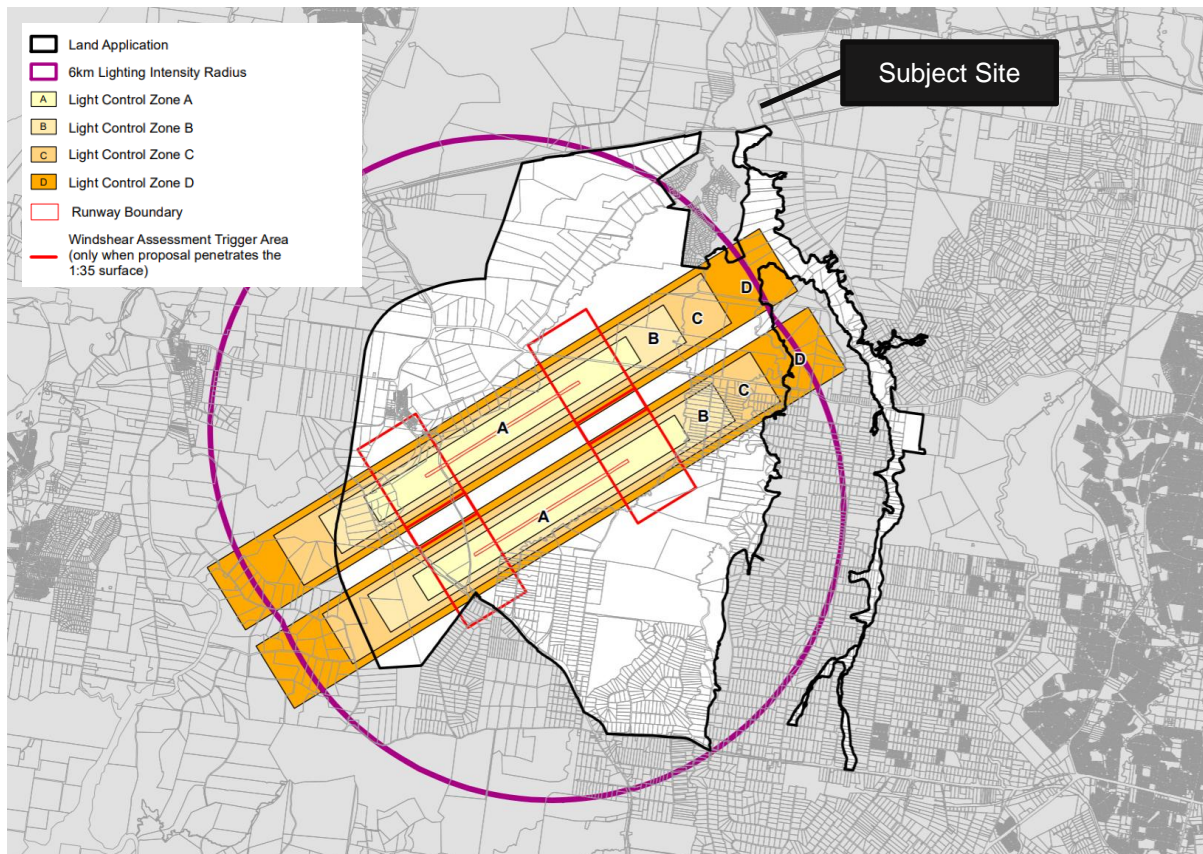 Land Application
6km Lighting Intensity Radius
A Light Control Zone A
B Light Control Zone B
C Light Control Zone C
D Light Control Zone D
Runway Boundary
Windshear Assessment Trigger Area
(only when proposal penetrates the
1:35 surface)
Subject Site
D
C
B
D
C
B
A
A